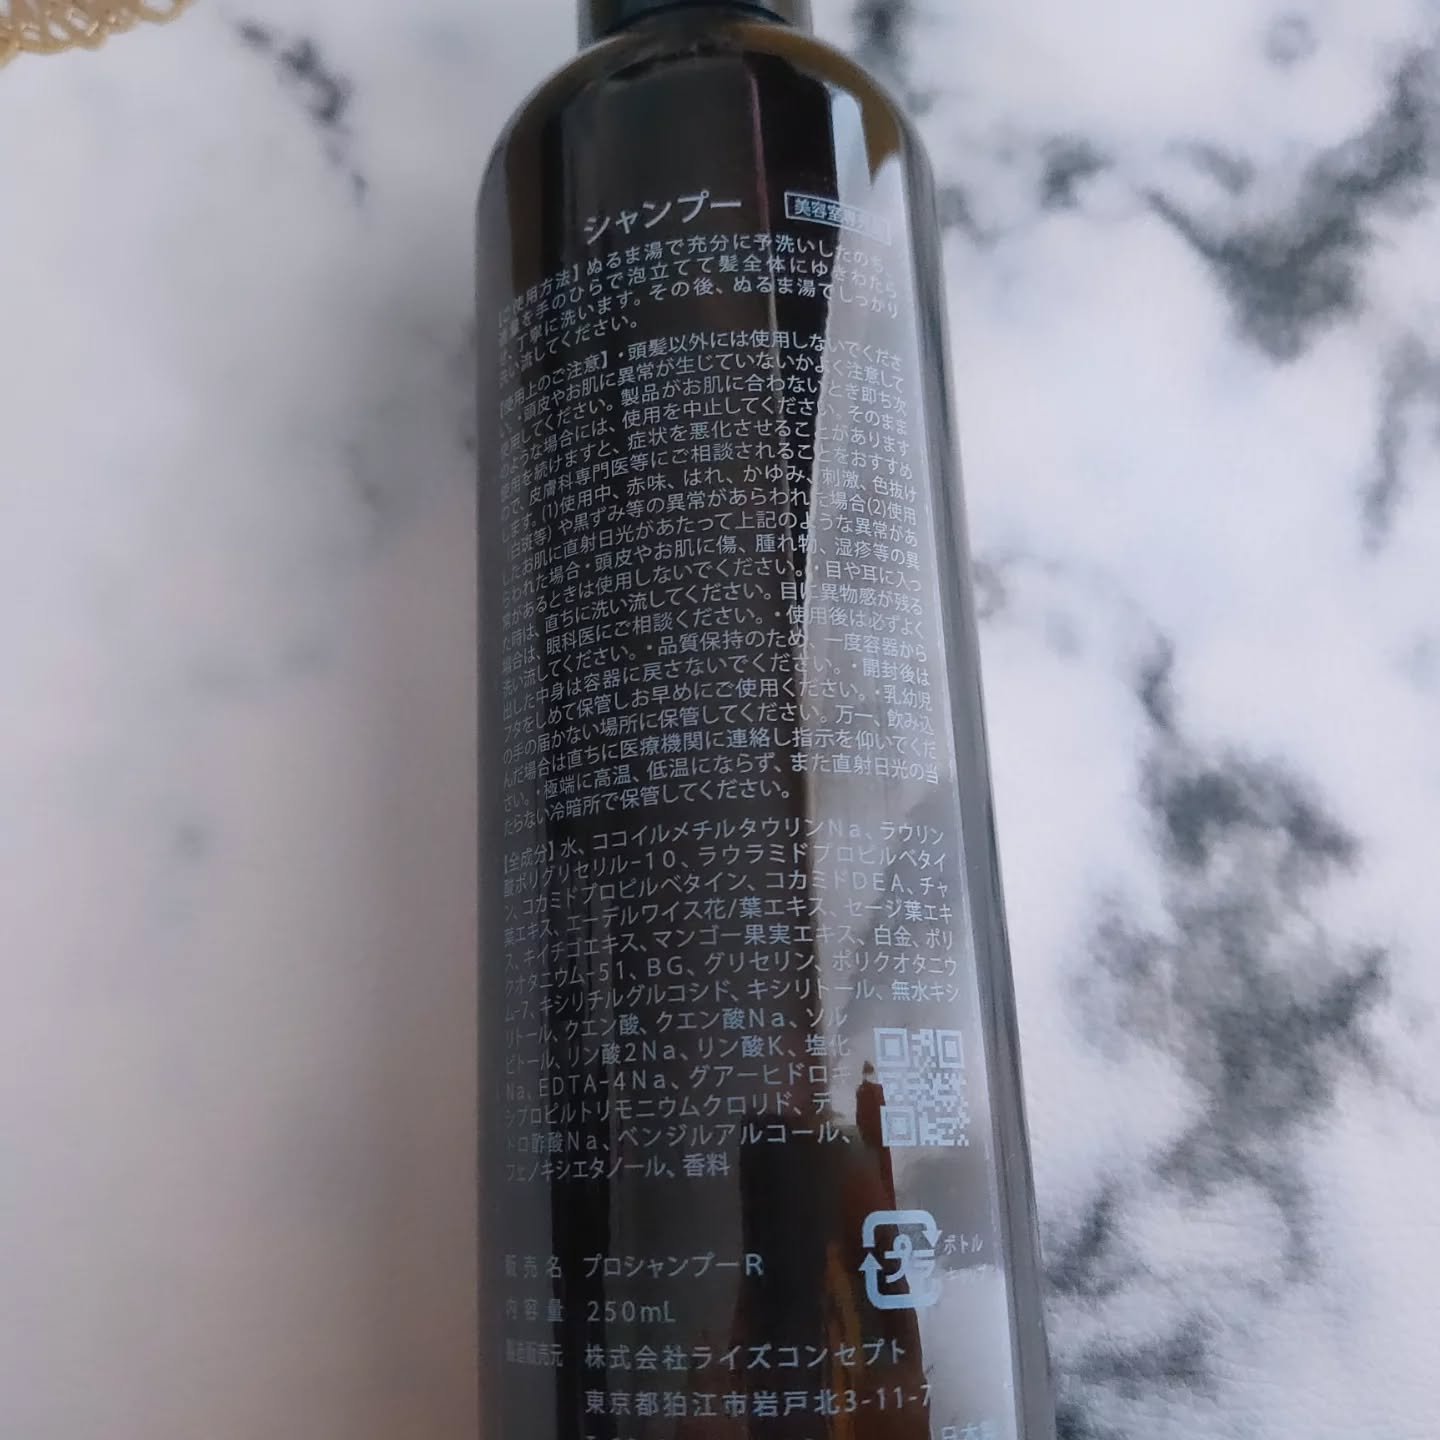 シャンプー 美容室専売品
【ご使用方法】ぬるま湯で充分に予洗いしたのち、
適量を手のひらで泡立てて髪全体にゆきわたら
せ、丁寧に洗います。その後、ぬるま湯でしっかり
洗い流してください。
【使用上のご注意】・頭髪以外には使用しないでくださ
い。・頭皮やお肌に異常が生じていないかよく注意して
使用してください。製品がお肌に合わないとき即ち次
のような場合には、使用を中止してください。そのまま
使用を続けますと、症状を悪化させることがあります
ので、皮膚科専門医等にご相談されることをおすすめ
します。(1)使用中、赤味、はれ、かゆみ、刺激、色抜け
(白斑等)や黒ずみ等の異常があらわれた場合(2)使用
したお肌に直射日光があたって上記のような異常があ
らわれた場合・頭皮やお肌に傷、腫れ物、湿疹等の異
常があるときは使用しないでください。・目や耳に入っ
た時は、直ちに洗い流してください。目に異物感が残る
場合は、眼科医にご相談ください。・使用後は必ずよく
洗い流してください。・品質保持のため、一度容器から
出した中身は容器に戻さないでください。・開封後は
フタをしめて保管しお早めにご使用ください。・乳幼児
の手の届かない場所に保管してください。万一、飲み込
んだ場合は直ちに医療機関に連絡し指示を仰いでくだ
さい。・極端に高温、低温にならず、また直射日光の当
たらない冷暗所で保管してください。
【全成分】水、ココイルメチルタウリンNa、ラウリン
酸ポリグリセリル-10、ラウラミドプロピルベタイ
ン、コカミドプロピルベタイン、コカミドDEA、チャ
葉エキス、エーデルワイス花/葉エキス、セージ葉エキ
ス、キイチゴエキス、マンゴー果実エキス、白金、ポリ
クオタニウム-51、BG、グリセリン、ポリクオタニウ
ム-7、キシリチルグルコシド、キシリトール、無水キシ
リトール、クエン酸、クエン酸Na、ソル
ビトール、リン酸2Na、リン酸K、塩化
Na、EDTA-4Na、グアーヒドロキ
シプロピルトリモニウムクロリド、デ
ドロ酢酸Na、ベンジルアルコール、
フェノキシエタノール、香料
販売名 プロシャンプーR
内容量 250mL
製造販売元 株式会社ライズコンセプト
東京都狛江市岩戸北3-11-7
プラ
ボトル
日本製